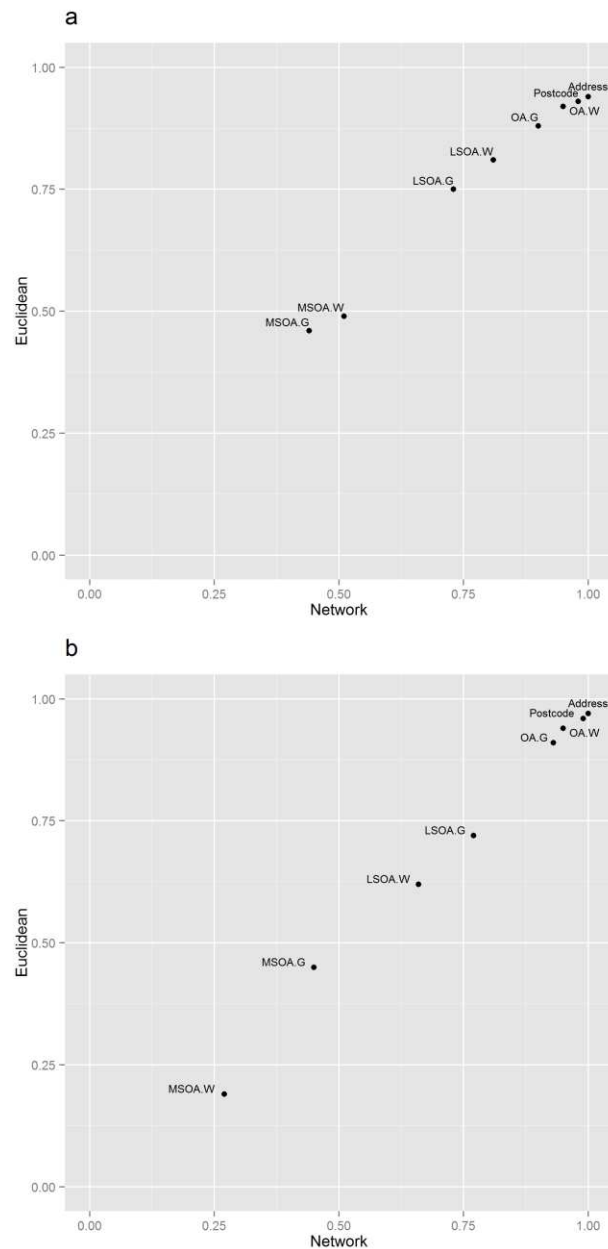 a
1.00
0.75
0.50
0.25
0.00
Euclidean
Address
Postcode
OA.W
OA.G
LSOA.W
LSOA.G
MSOA.W
MSOA.G
0.00 0.25 0.50 0.75 1.00
Network
b
1.00
0.75
0.50
0.25
0.00
Euclidean
Address
Postcode
OA.W
OA.G
LSOA.G
LSOA.W
MSOA.G
MSOA.W
0.00 0.25 0.50 0.75 1.00
Network